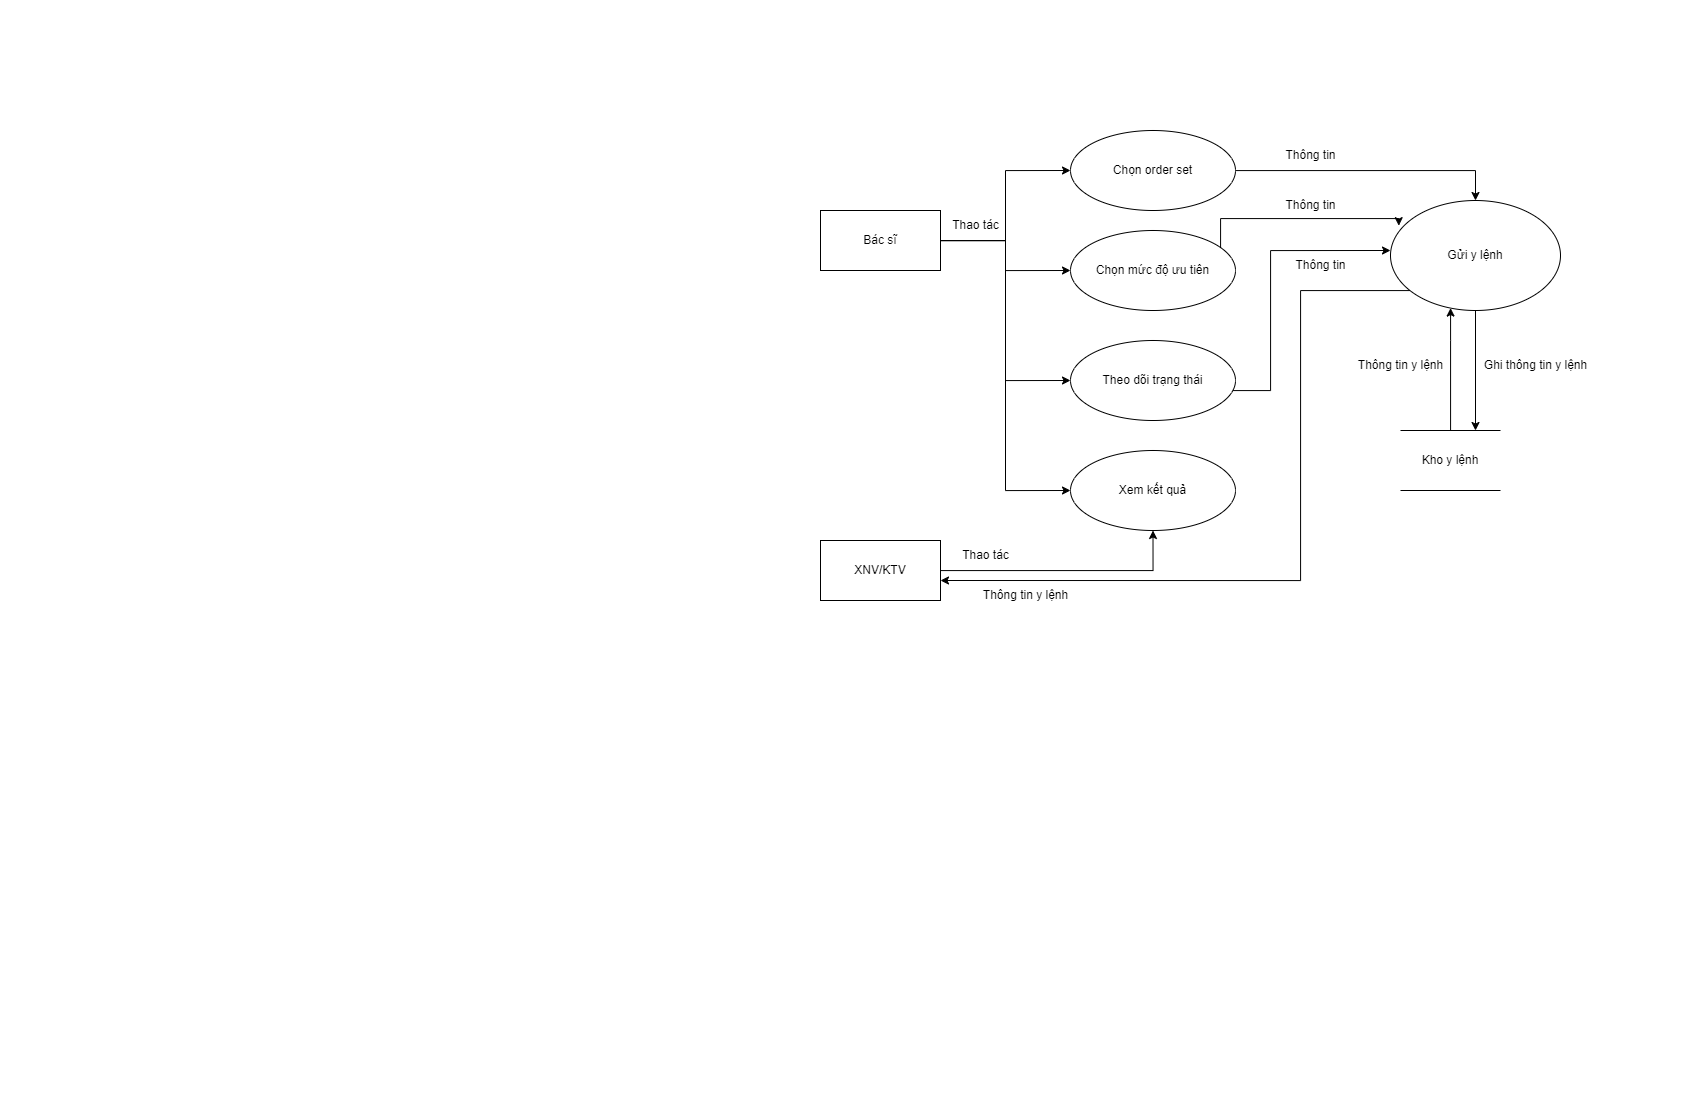 Chọn order set
Thông tin
Thông tin
Bác sĩ
Thao tác
Chọn mức độ ưu tiên
Gửi y lệnh
Thông tin
Theo dõi trạng thái
Thông tin y lệnh
Ghi thông tin y lệnh
Kho y lệnh
Xem kết quả
XNV/KTV
Thao tác
Thông tin y lệnh